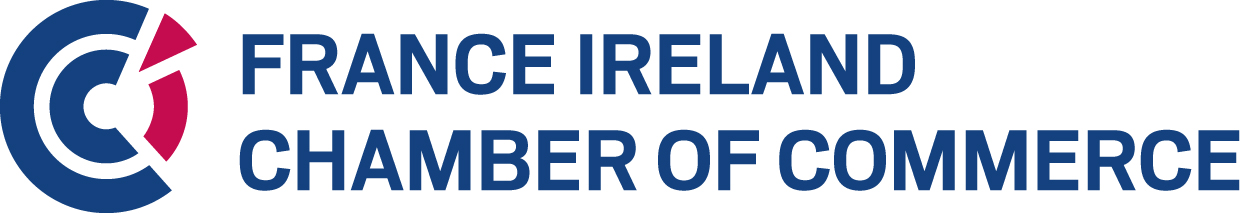 FRANCE IRELAND
CHAMBER OF COMMERCE